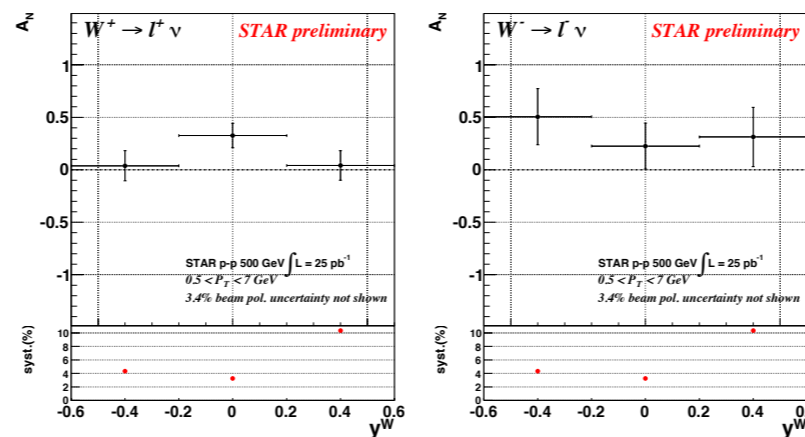 A_N
W⁺ → l⁺ ν
STAR preliminary
1
0.5
0
-0.5
-1
STAR p-p 500 GeV ∫L = 25 pb⁻¹
0.5 < P_T < 7 GeV
3.4% beam pol. uncertainty not shown
syst.(%)
10
8
6
4
2
0
-0.6 -0.4 -0.2 0 0.2 0.4 0.6
y^W
A_N
W⁻ → l⁻ ν
STAR preliminary
1
0.5
0
-0.5
-1
STAR p-p 500 GeV ∫L = 25 pb⁻¹
0.5 < P_T < 7 GeV
3.4% beam pol. uncertainty not shown
syst.(%)
10
8
6
4
2
0
-0.6 -0.4 -0.2 0 0.2 0.4 0.6
y^W